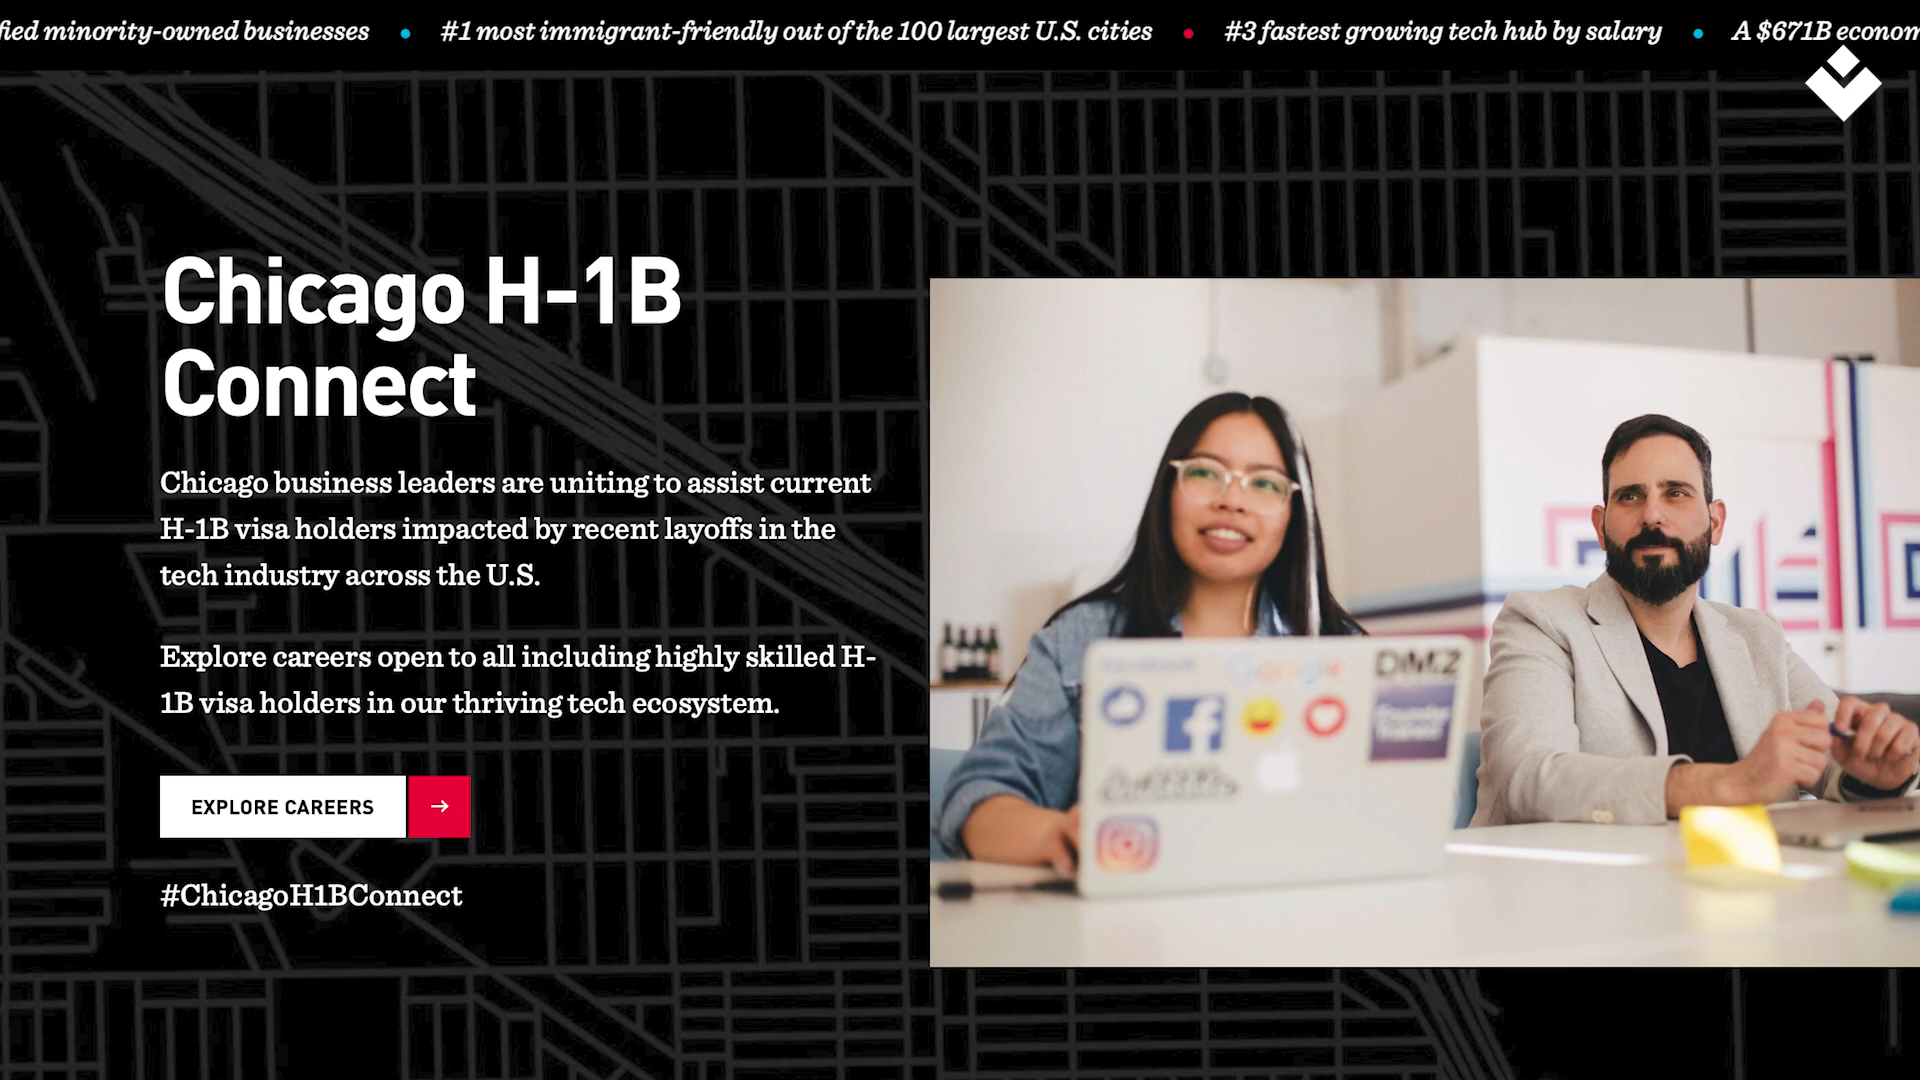 fied minority-owned businesses • #1 most immigrant-friendly out of the 100 largest U.S. cities • #3 fastest growing tech hub by salary • A $671B econom
Chicago H-1B
Connect
Chicago business leaders are uniting to assist current
H-1B visa holders impacted by recent layoffs in the
tech industry across the U.S.
Explore careers open to all including highly skilled H-
1B visa holders in our thriving tech ecosystem.
EXPLORE CAREERS →
#ChicagoH1BConnect
Google
DMZ
Founder
Trained